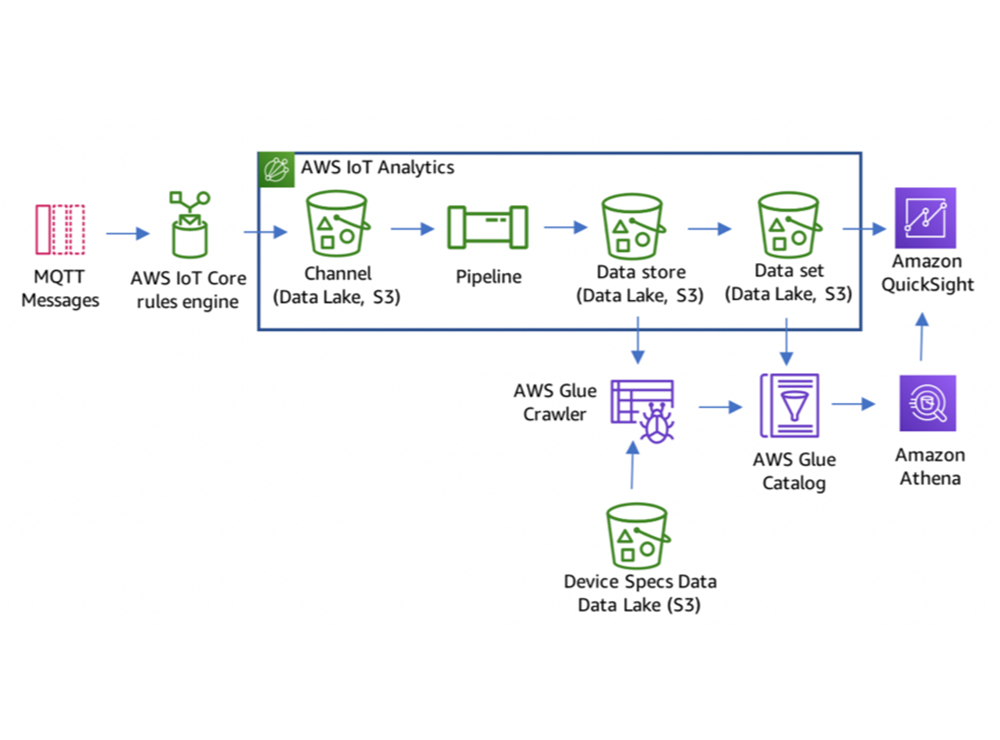 AWS IoT Analytics
MQTT
Messages
AWS IoT Core
rules engine
Channel
(Data Lake, S3)
Pipeline
Data store
(Data Lake, S3)
Data set
(Data Lake, S3)
Amazon
QuickSight
AWS Glue
Crawler
AWS Glue
Catalog
Amazon
Athena
Device Specs Data
Data Lake (S3)